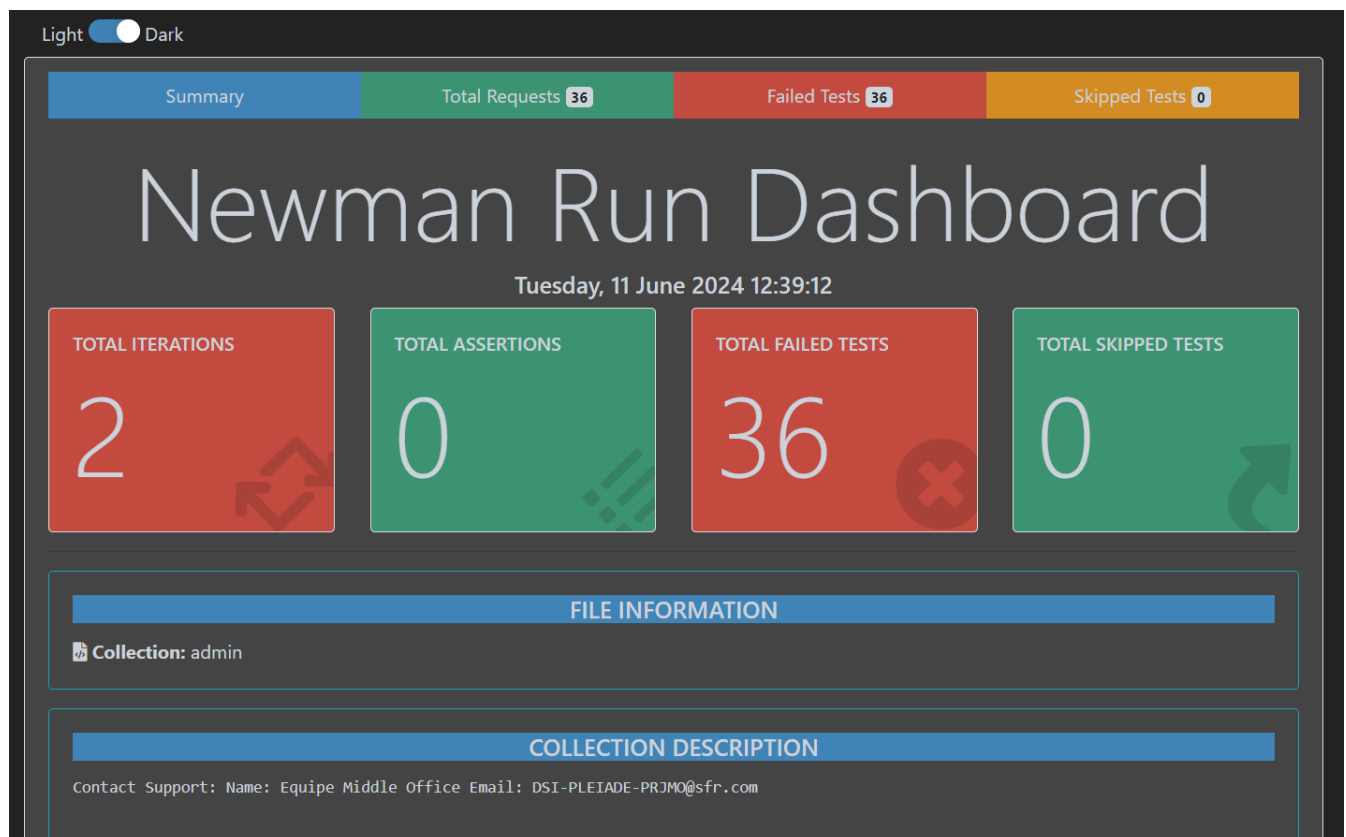 Light Dark
Summary Total Requests 36 Failed Tests 36 Skipped Tests 0
Newman Run Dashboard
Tuesday, 11 June 2024 12:39:12
TOTAL ITERATIONS TOTAL ASSERTIONS TOTAL FAILED TESTS TOTAL SKIPPED TESTS
2 0 36 0
FILE INFORMATION
Collection: admin
COLLECTION DESCRIPTION
Contact Support: Name: Equipe Middle Office Email: DSI-PLEIADE-PRJMO@sfr.com